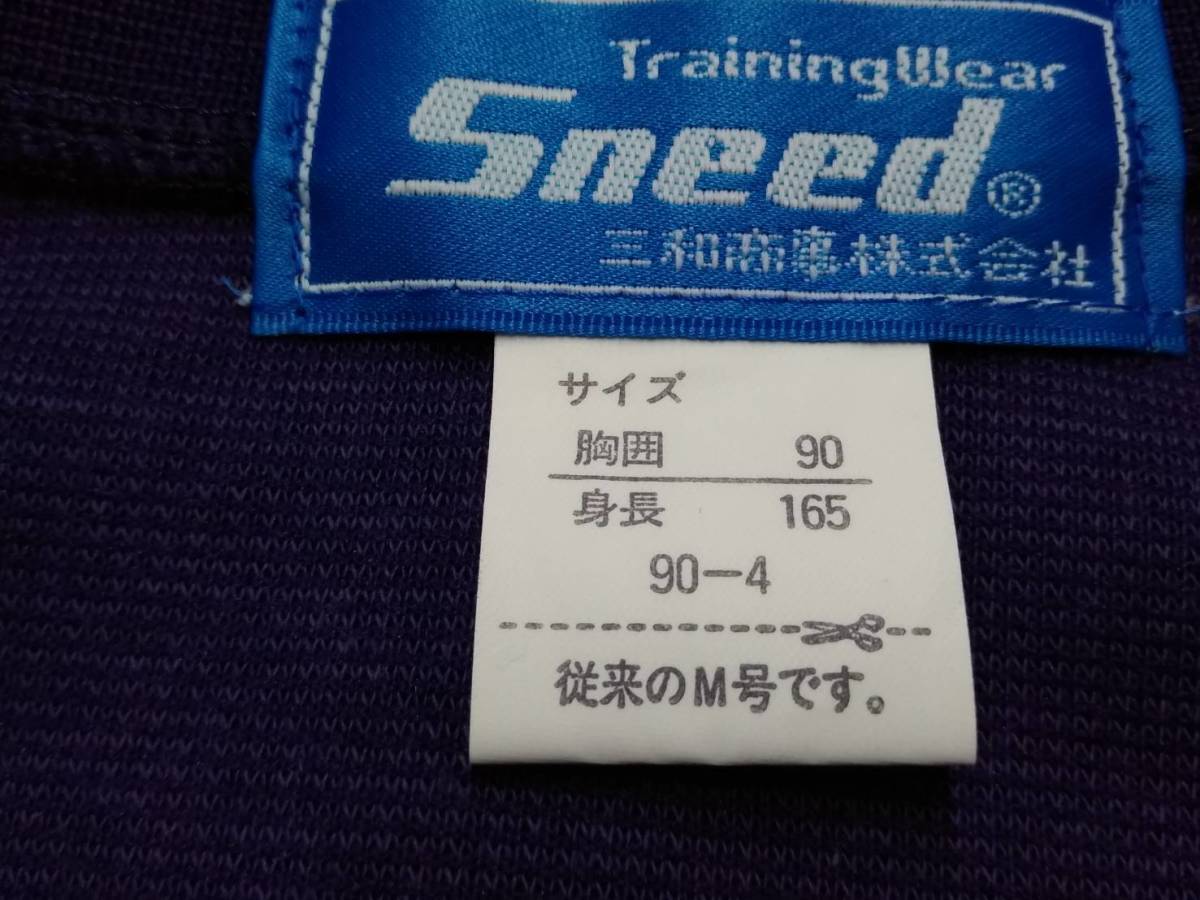 TrainingWear
Sneed®
三和商事株式会社
サイズ
胸囲 90
身長 165
90-4
従来のM号です。